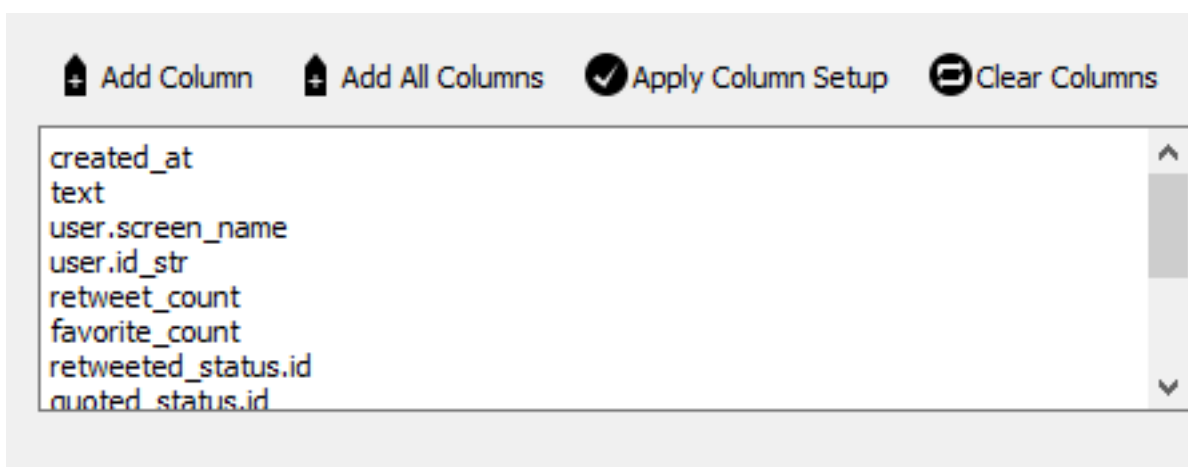 Add Column Add All Columns Apply Column Setup Clear Columns
created_at
text
user.screen_name
user.id_str
retweet_count
favorite_count
retweeted_status.id
quoted_status.id